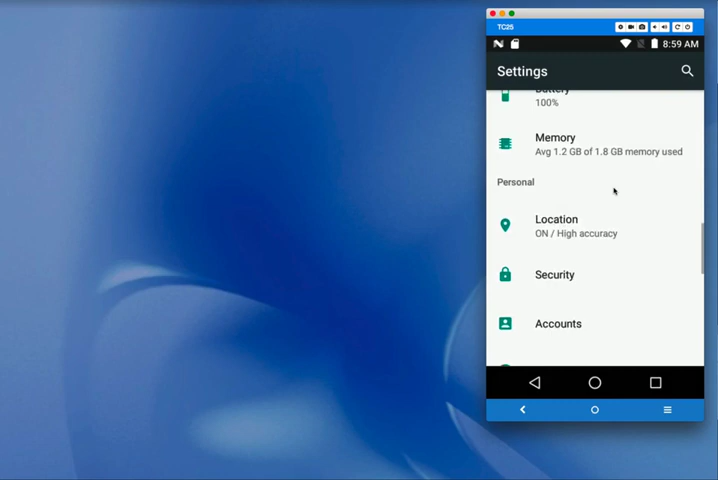 TC25
8:59 AM
Settings
Battery
100%
Memory
Avg 1.2 GB of 1.8 GB memory used
Personal
Location
ON / High accuracy
Security
Accounts